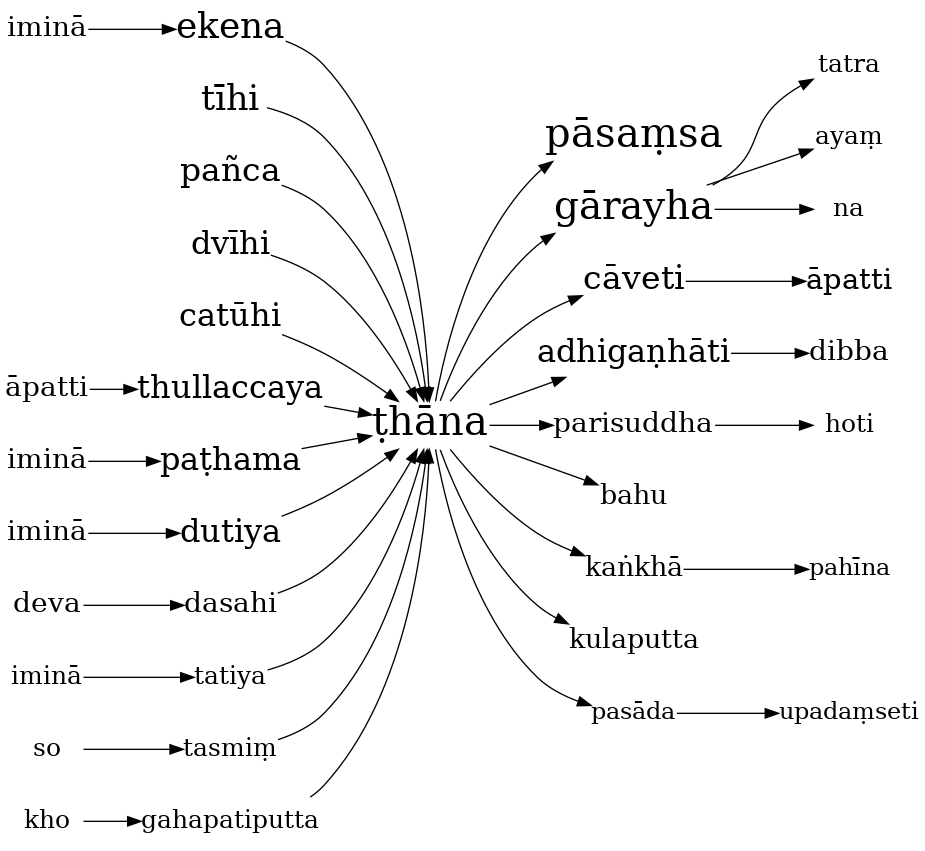 iminā
ekena
tīhi
pañca
dvīhi
catūhi
āpatti
thullaccaya
iminā
paṭhama
iminā
dutiya
deva
dasahi
iminā
tatiya
so
tasmiṃ
kho
gahapatiputta
ṭhāna
pāsaṃsa
gārayha
tatra
ayaṃ
na
cāveti
āpatti
adhigaṇhāti
dibba
parisuddha
hoti
bahu
kaṅkhā
pahīna
kulaputta
pasāda
upadaṃseti